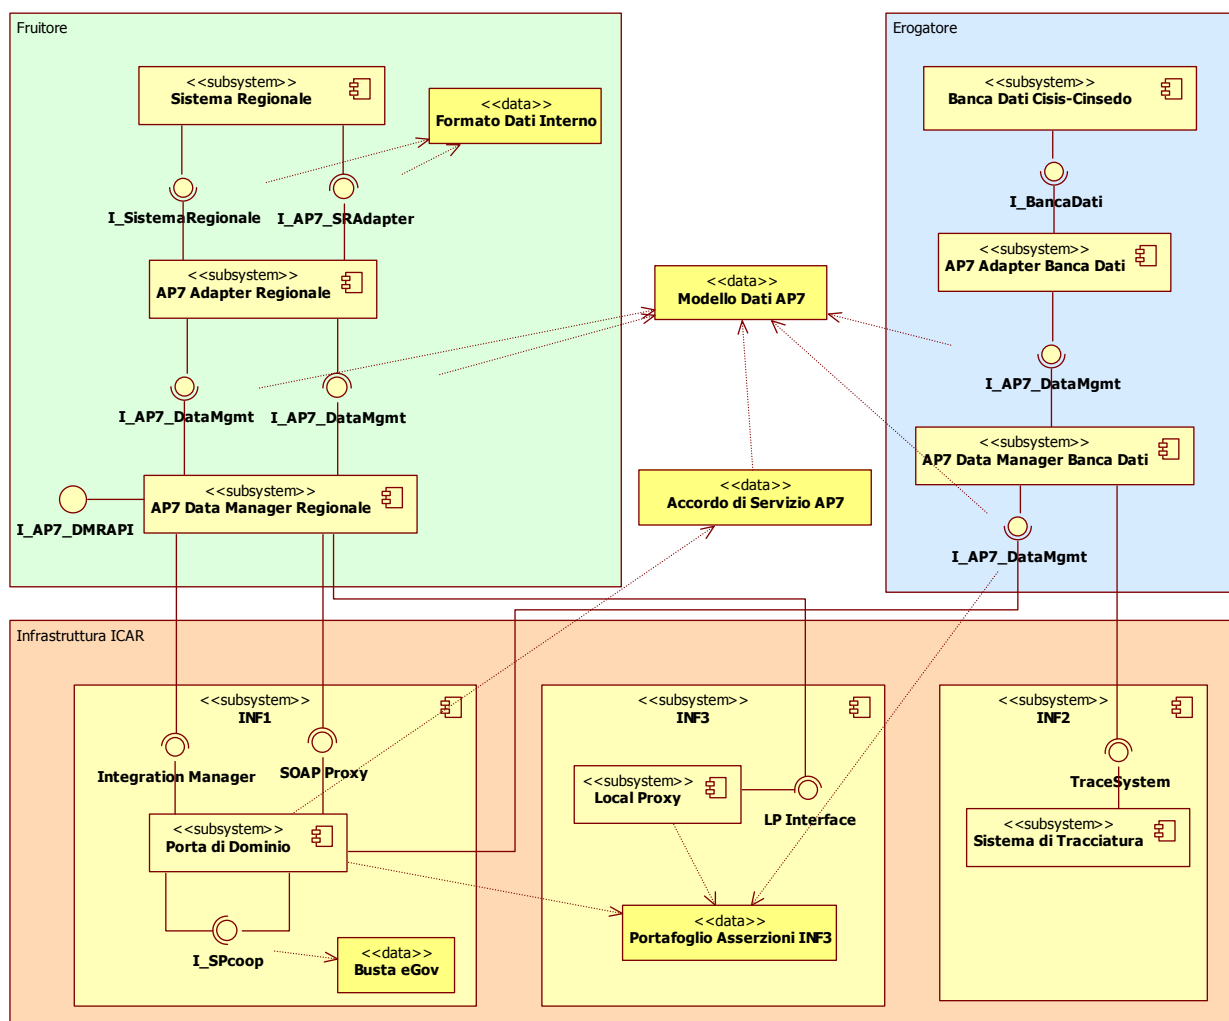 Fruitore
<<subsystem>>
Sistema Regionale
<<data>>
Formato Dati Interno
I_SistemaRegionale
I_AP7_SRAdapter
<<subsystem>>
AP7 Adapter Regionale
I_AP7_DataMgmt
I_AP7_DataMgmt
<<subsystem>>
AP7 Data Manager Regionale
I_AP7_DMRAPI
<<data>>
Modello Dati AP7
<<data>>
Accordo di Servizio AP7
Erogatore
<<subsystem>>
Banca Dati Cisis-Cinsedo
I_BancaDati
<<subsystem>>
AP7 Adapter Banca Dati
I_AP7_DataMgmt
<<subsystem>>
AP7 Data Manager Banca Dati
I_AP7_DataMgmt
Infrastruttura ICAR
<<subsystem>>
INF1
Integration Manager
SOAP Proxy
<<subsystem>>
Porta di Dominio
I_SPcoop
<<data>>
Busta eGov
<<subsystem>>
INF3
<<subsystem>>
Local Proxy
LP Interface
<<data>>
Portafoglio Asserzioni INF3
<<subsystem>>
INF2
TraceSystem
<<subsystem>>
Sistema di Tracciatura